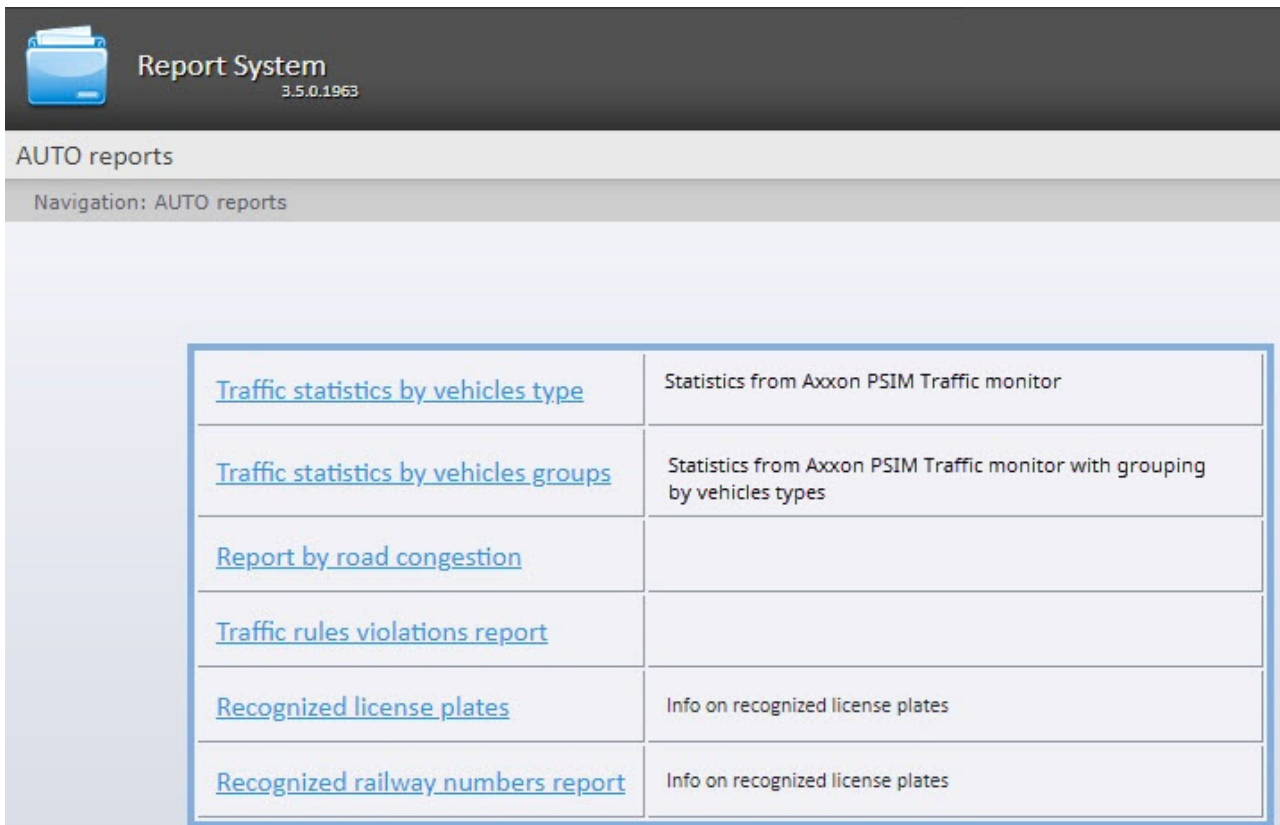 Report System
3.5.0.1963
AUTO reports
Navigation: AUTO reports
Traffic statistics by vehicles type
Statistics from Axxon PSIM Traffic monitor
Traffic statistics by vehicles groups
Statistics from Axxon PSIM Traffic monitor with grouping
by vehicles types
Report by road congestion
Traffic rules violations report
Recognized license plates
Info on recognized license plates
Recognized railway numbers report
Info on recognized license plates